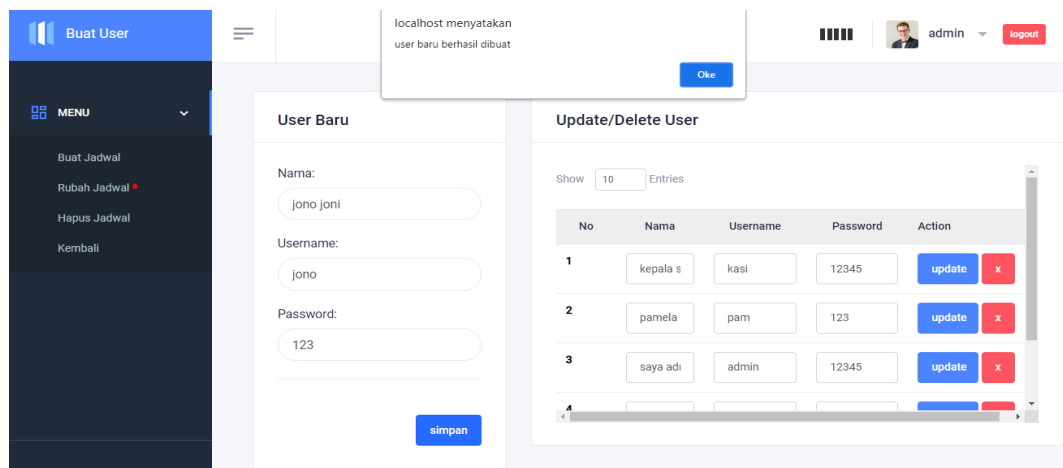 Buat User
localhost menyatakan
user baru berhasil dibuat
Oke
admin
logout
MENU
Buat Jadwal
Rubah Jadwal
Hapus Jadwal
Kembali
User Baru
Nama:
jono joni
Username:
jono
Password:
123
simpan
Update/Delete User
Show 10 Entries
No Nama Username Password Action
1 kepala s kasi 12345 update x
2 pamela pam 123 update x
3 saya adm admin 12345 update x
4